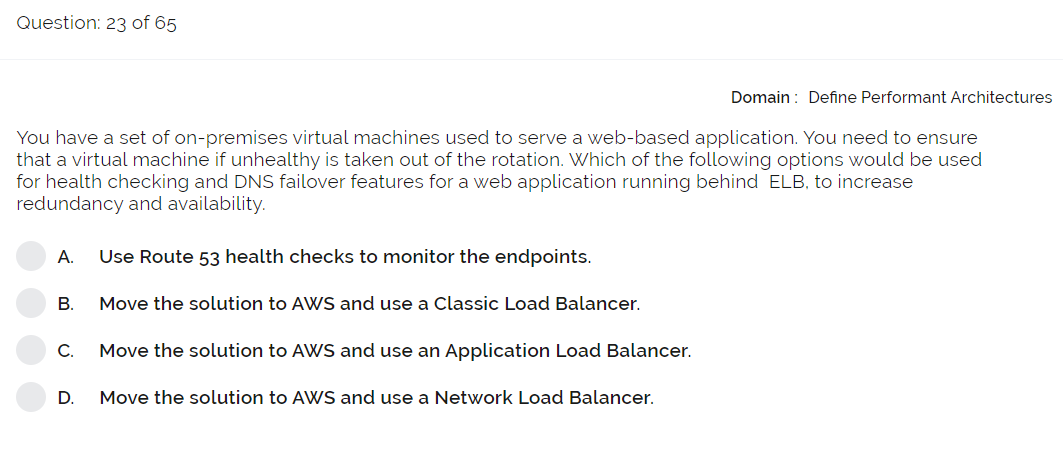 Question: 23 of 65
Domain : Define Performant Architectures
You have a set of on-premises virtual machines used to serve a web-based application. You need to ensure
that a virtual machine if unhealthy is taken out of the rotation. Which of the following options would be used
for health checking and DNS failover features for a web application running behind ELB, to increase
redundancy and availability.
A. Use Route 53 health checks to monitor the endpoints.
B. Move the solution to AWS and use a Classic Load Balancer.
C. Move the solution to AWS and use an Application Load Balancer.
D. Move the solution to AWS and use a Network Load Balancer.